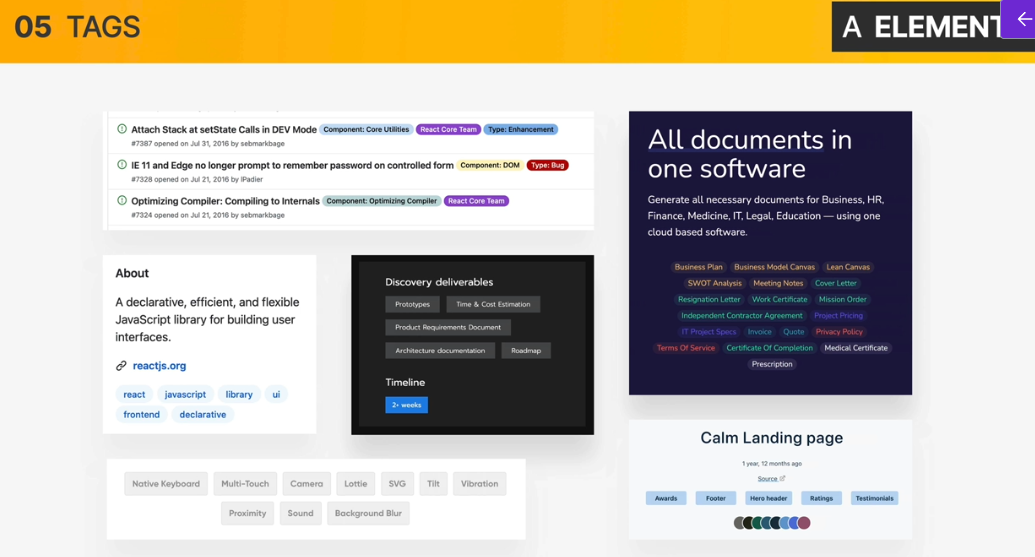 05 TAGS
A ELEMENT
Attach Stack at setState Calls in DEV Mode Component: Core Utilities React Core Team Type: Enhancement
#7387 opened on Jul 31, 2016 by sebmarkbage
IE 11 and Edge no longer prompt to remember password on controlled form Component: DOM Type: Bug
#7328 opened on Jul 21, 2016 by lPadier
Optimizing Compiler: Compiling to Internals Component: Optimizing Compiler React Core Team
#7324 opened on Jul 21, 2016 by sebmarkbage
All documents in
one software
Generate all necessary documents for Business, HR,
Finance, Medicine, IT, Legal, Education — using one
cloud based software.
Business Plan Business Model Canvas Lean Canvas
SWOT Analysis Meeting Notes Cover Letter
Resignation Letter Work Certificate Mission Order
Independent Contractor Agreement Project Pricing
IT Project Specs Invoice Quote Privacy Policy
Terms Of Service Certificate Of Completion Medical Certificate
Prescription
About
A declarative, efficient, and flexible
JavaScript library for building user
interfaces.
reactjs.org
react javascript library ui
frontend declarative
Discovery deliverables
Prototypes Time & Cost Estimation
Product Requirements Document
Architecture documentation Roadmap
Timeline
2+ weeks
Calm Landing page
1 year, 12 months ago
Source
Awards Footer Hero header Ratings Testimonials
Native Keyboard Multi-Touch Camera Lottie SVG Tilt Vibration
Proximity Sound Background Blur